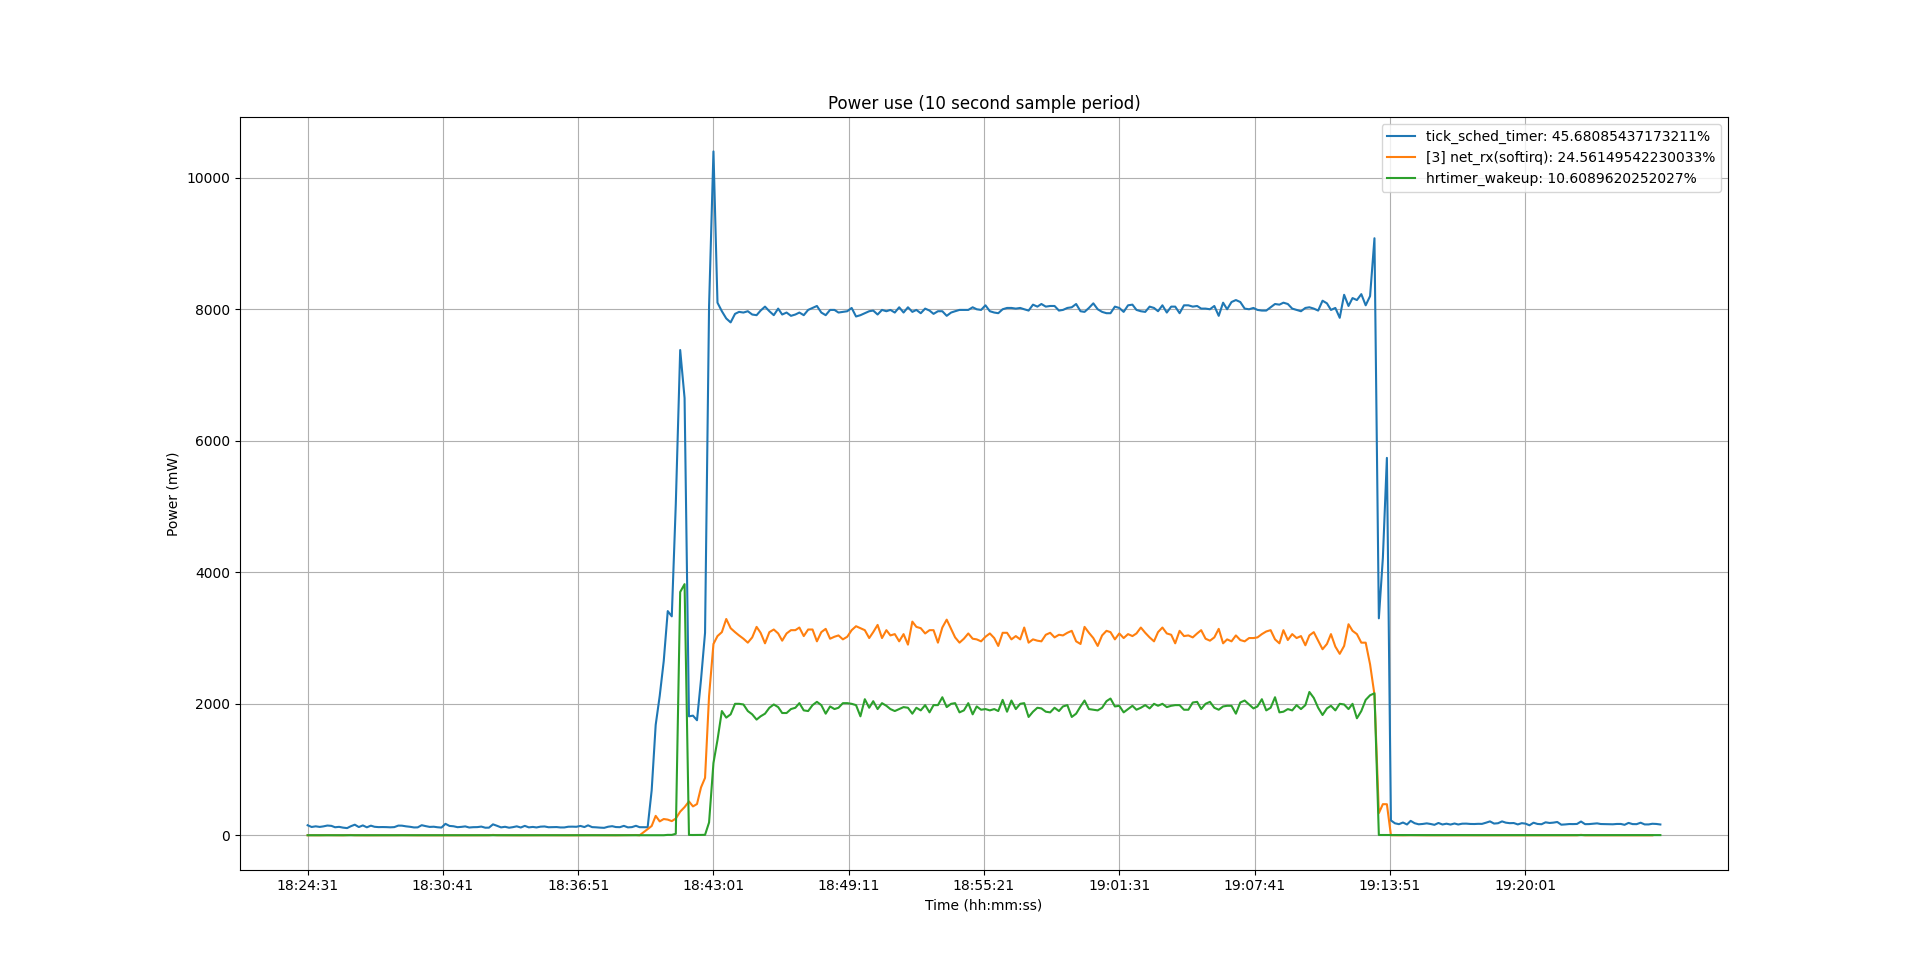 Power use (10 second sample period)
tick_sched_timer: 45.68085437173211%
[3] net_rx(softirq): 24.56149542230033%
hrtimer_wakeup: 10.6089620252027%
10000
8000
6000
4000
2000
0
Power (mW)
18:24:31 18:30:41 18:36:51 18:43:01 18:49:11 18:55:21 19:01:31 19:07:41 19:13:51 19:20:01
Time (hh:mm:ss)